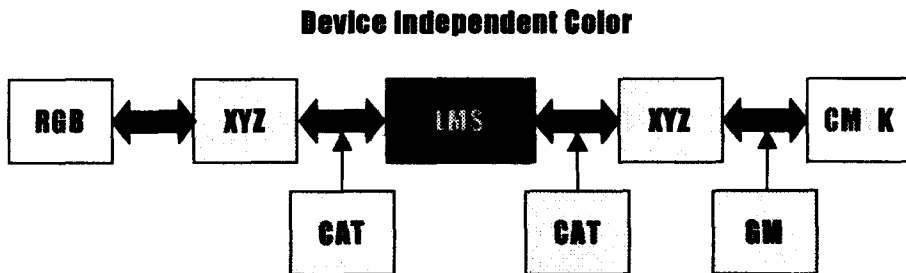 Device Independent Color
RGB XYZ LMS XYZ CM K
CAT CAT GM